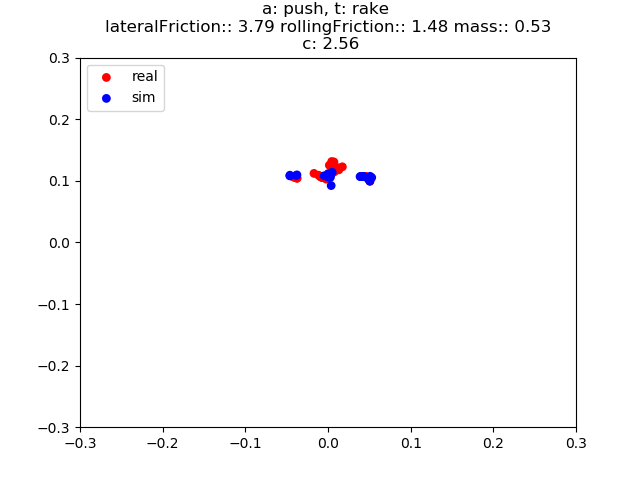 a: push, t: rake
lateralFriction:: 3.79 rollingFriction:: 1.48 mass:: 0.53
c: 2.56
real
sim
0.3
0.2
0.1
0.0
−0.1
−0.2
−0.3
−0.3 −0.2 −0.1 0.0 0.1 0.2 0.3